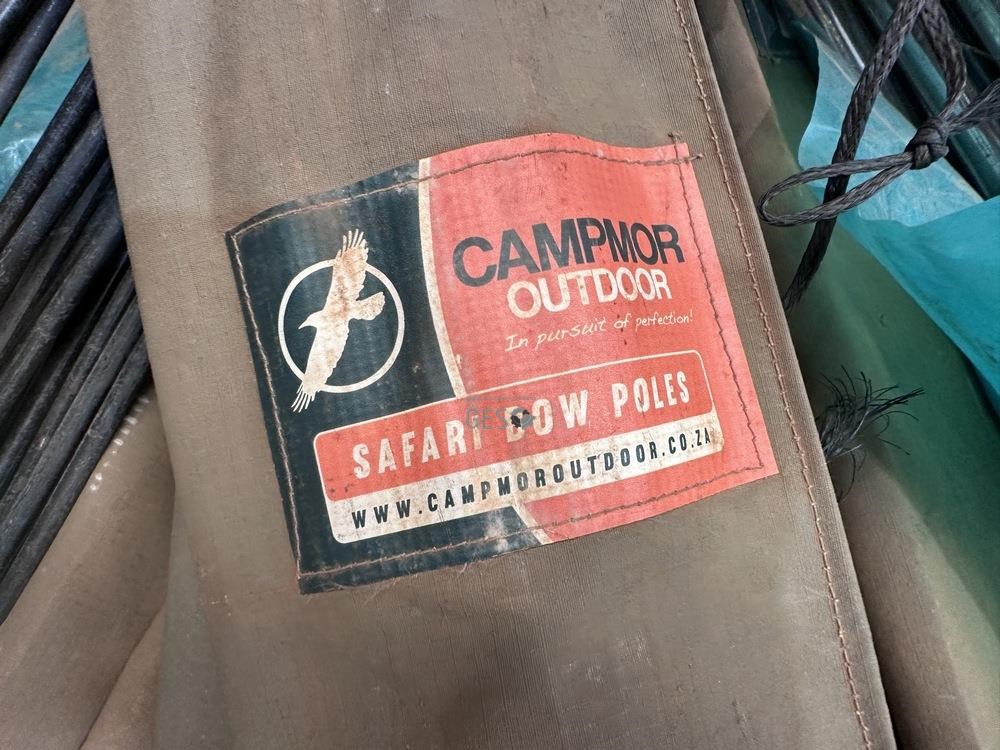 CAMPMOR
OUTDOOR
In pursuit of perfection!
SAFARI BOW POLES
WWW.CAMPMOROUTDOOR.CO.ZA